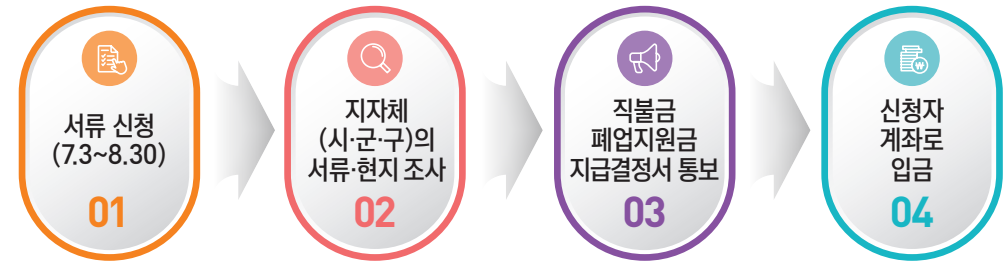 서류 신청
(7.3~8.30)
01
지자체
(시·군·구)의
서류·현지 조사
02
직불금
폐업지원금
지급결정서 통보
03
₩
신청자
계좌로
입금
04